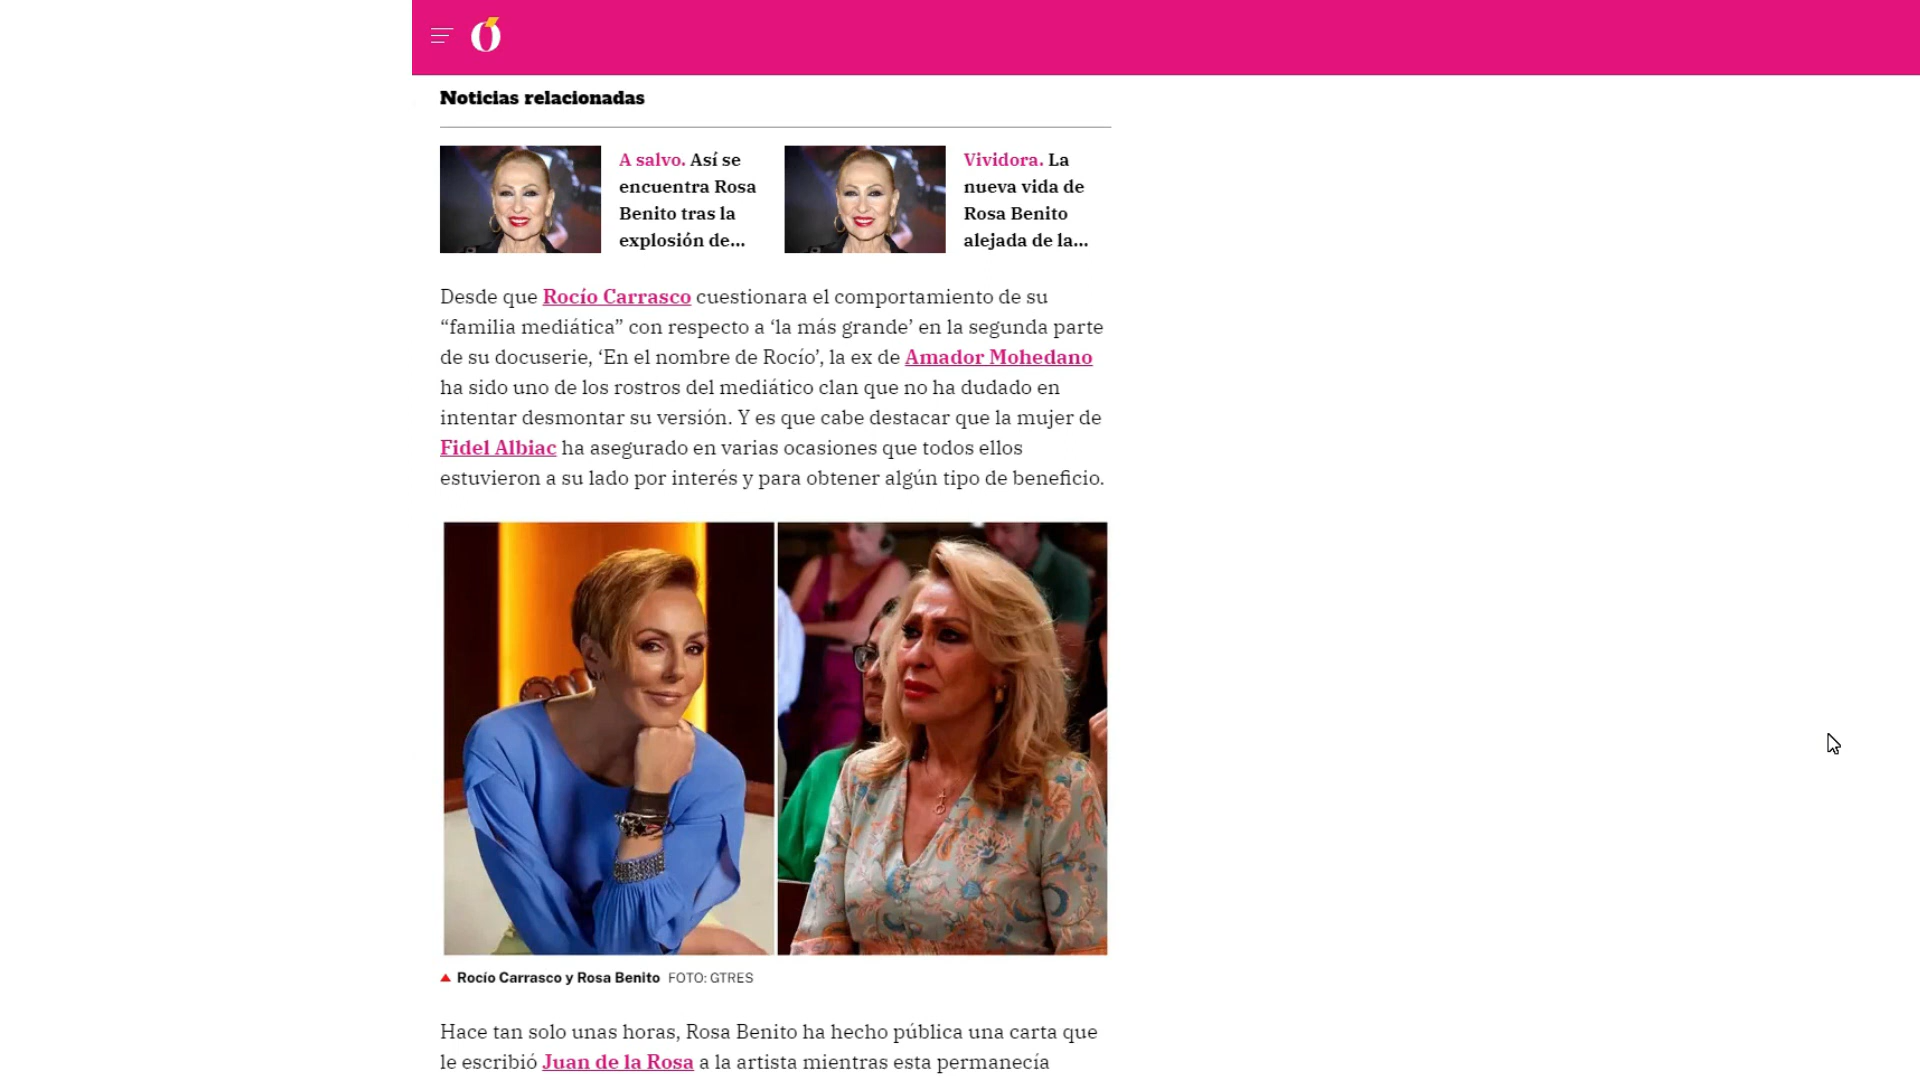 Noticias relacionadas
A salvo. Así se
encuentra Rosa
Benito tras la
explosión de...
Vividora. La
nueva vida de
Rosa Benito
alejada de la...
Desde que Rocío Carrasco cuestionara el comportamiento de su
“familia mediática” con respecto a ‘la más grande’ en la segunda parte
de su docuserie, ‘En el nombre de Rocío’, la ex de Amador Mohedano
ha sido uno de los rostros del mediático clan que no ha dudado en
intentar desmontar su versión. Y es que cabe destacar que la mujer de
Fidel Albiac ha asegurado en varias ocasiones que todos ellos
estuvieron a su lado por interés y para obtener algún tipo de beneficio.
Rocío Carrasco y Rosa Benito FOTO: GTRES
Hace tan solo unas horas, Rosa Benito ha hecho pública una carta que
le escribió Juan de la Rosa a la artista mientras esta permanecía